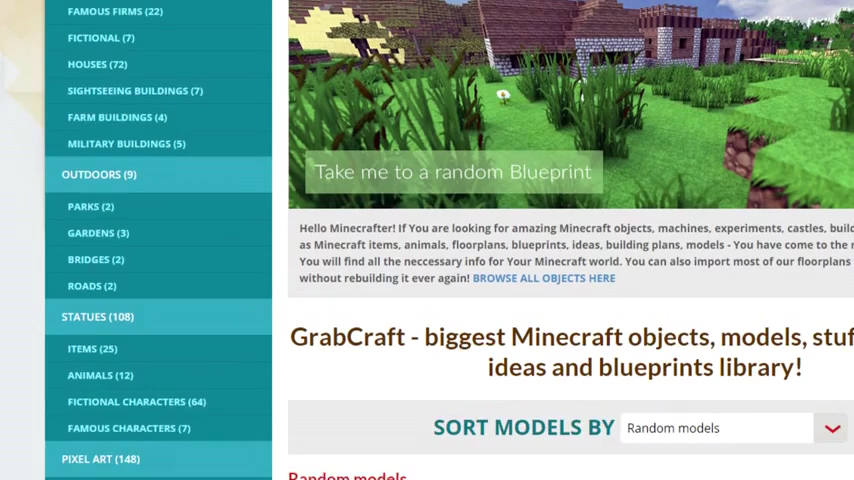 FAMOUS FIRMS (22)
FICTIONAL (7)
HOUSES (72)
SIGHTSEEING BUILDINGS (7)
FARM BUILDINGS (4)
MILITARY BUILDINGS (5)
OUTDOORS (9)
PARKS (2)
GARDENS (3)
BRIDGES (2)
ROADS (2)
STATUES (108)
ITEMS (25)
ANIMALS (12)
FICTIONAL CHARACTERS (64)
FAMOUS CHARACTERS (7)
PIXEL ART (148)
Take me to a random Blueprint
Hello Minecrafter! If You are looking for amazing Minecraft objects, machines, experiments, castles,
as Minecraft items, animals, floorplans, blueprints, ideas, building plans, models - You have come to the
You will find all the neccessary info for Your Minecraft world. You can also import most of our floorplans
without rebuilding it ever again! BROWSE ALL OBJECTS HERE
GrabCraft - biggest Minecraft objects, models,
ideas and blueprints library!
SORT MODELS BY Random models
Random models